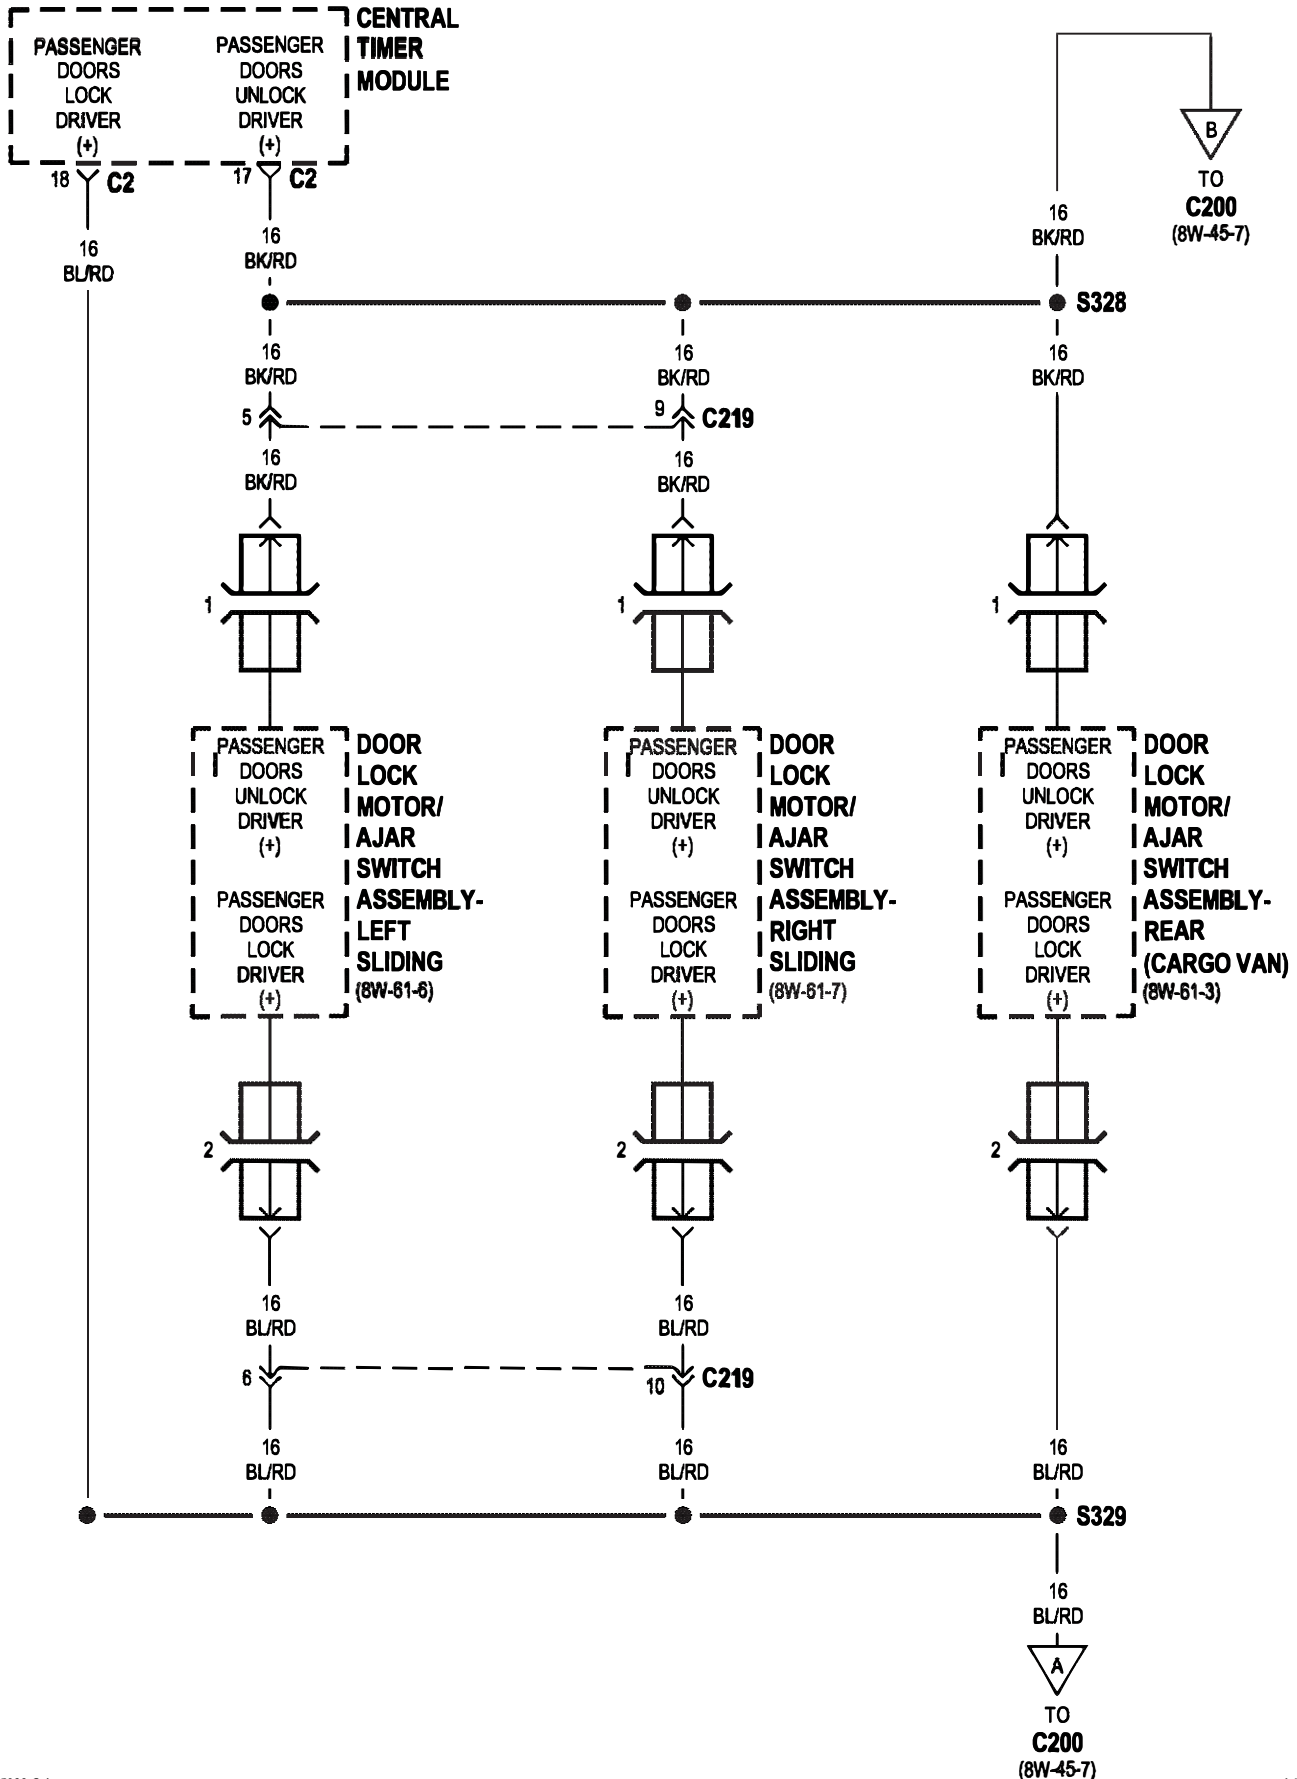 CENTRAL
TIMER
MODULE
PASSENGER
DOORS
LOCK
DRIVER
(+)
PASSENGER
DOORS
UNLOCK
DRIVER
(+)
18 C2
17 C2
16
BL/RD
16
BK/RD
16
BK/RD
B
TO
C200
(8W-45-7)
S328
16
BK/RD
16
BK/RD
16
BK/RD
5
9 C219
16
BK/RD
16
BK/RD
1
1
1
PASSENGER
DOORS
UNLOCK
DRIVER
(+)
PASSENGER
DOORS
LOCK
DRIVER
(+)
DOOR
LOCK
MOTOR/
AJAR
SWITCH
ASSEMBLY-
LEFT
SLIDING
(8W-61-6)
PASSENGER
DOORS
UNLOCK
DRIVER
(+)
PASSENGER
DOORS
LOCK
DRIVER
(+)
DOOR
LOCK
MOTOR/
AJAR
SWITCH
ASSEMBLY-
RIGHT
SLIDING
(8W-61-7)
PASSENGER
DOORS
UNLOCK
DRIVER
(+)
PASSENGER
DOORS
LOCK
DRIVER
(+)
DOOR
LOCK
MOTOR/
AJAR
SWITCH
ASSEMBLY-
REAR
(CARGO VAN)
(8W-61-3)
2
2
2
16
BL/RD
16
BL/RD
6
10 C219
16
BL/RD
16
BL/RD
16
BL/RD
S329
16
BL/RD
A
TO
C200
(8W-45-7)